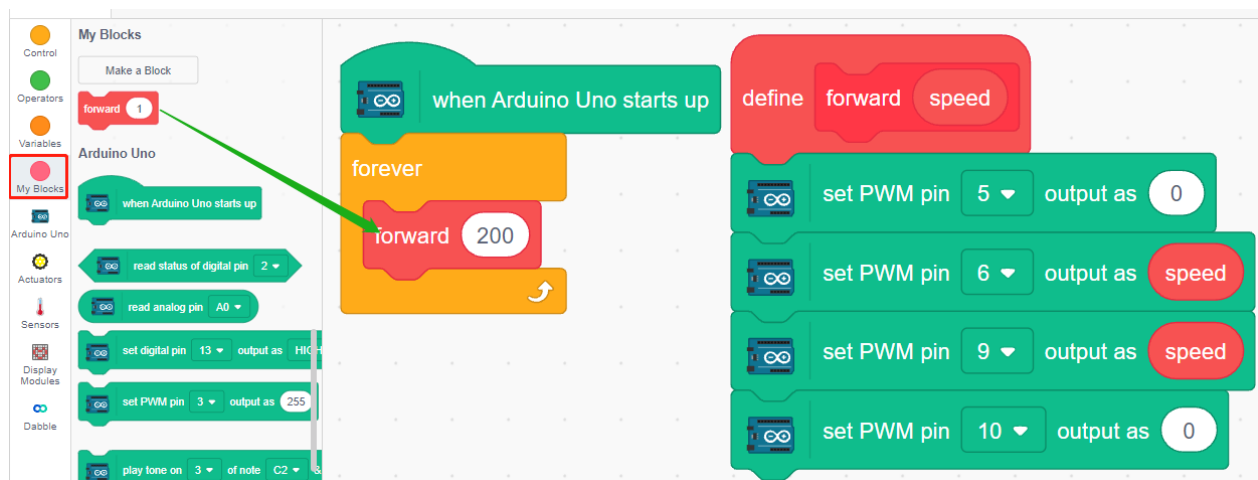 Control
Operators
Variables
My Blocks
Arduino Uno
Actuators
Sensors
Display
Modules
Dabble
My Blocks
Make a Block
forward 1
Arduino Uno
when Arduino Uno starts up
read status of digital pin 2
read analog pin A0
set digital pin 13 output as
set PWM pin 3 output as 255
play tone on 3 of note C2
when Arduino Uno starts up
forever
forward 200
define forward speed
set PWM pin 5 output as 0
set PWM pin 6 output as speed
set PWM pin 9 output as speed
set PWM pin 10 output as 0